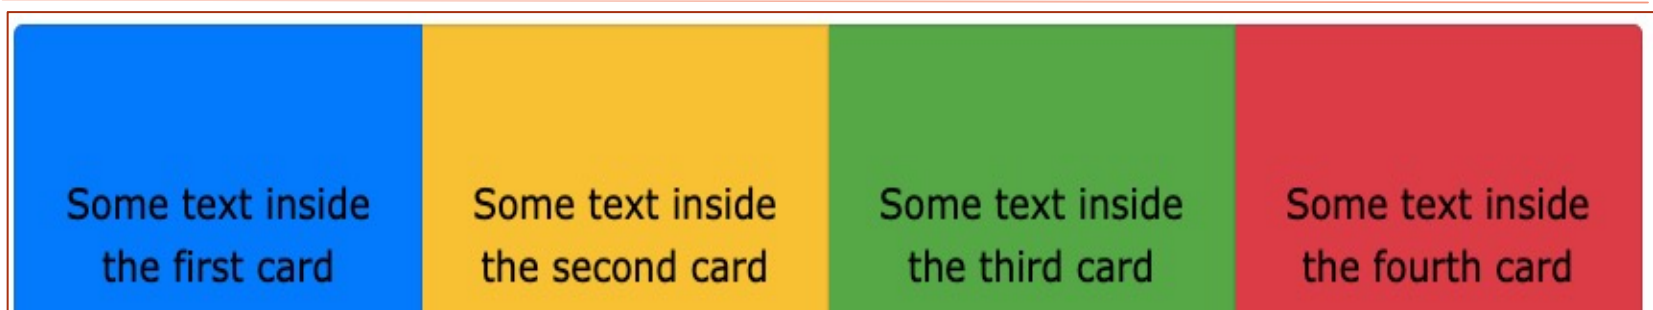 Some text inside
the first card
Some text inside
the second card
Some text inside
the third card
Some text inside
the fourth card